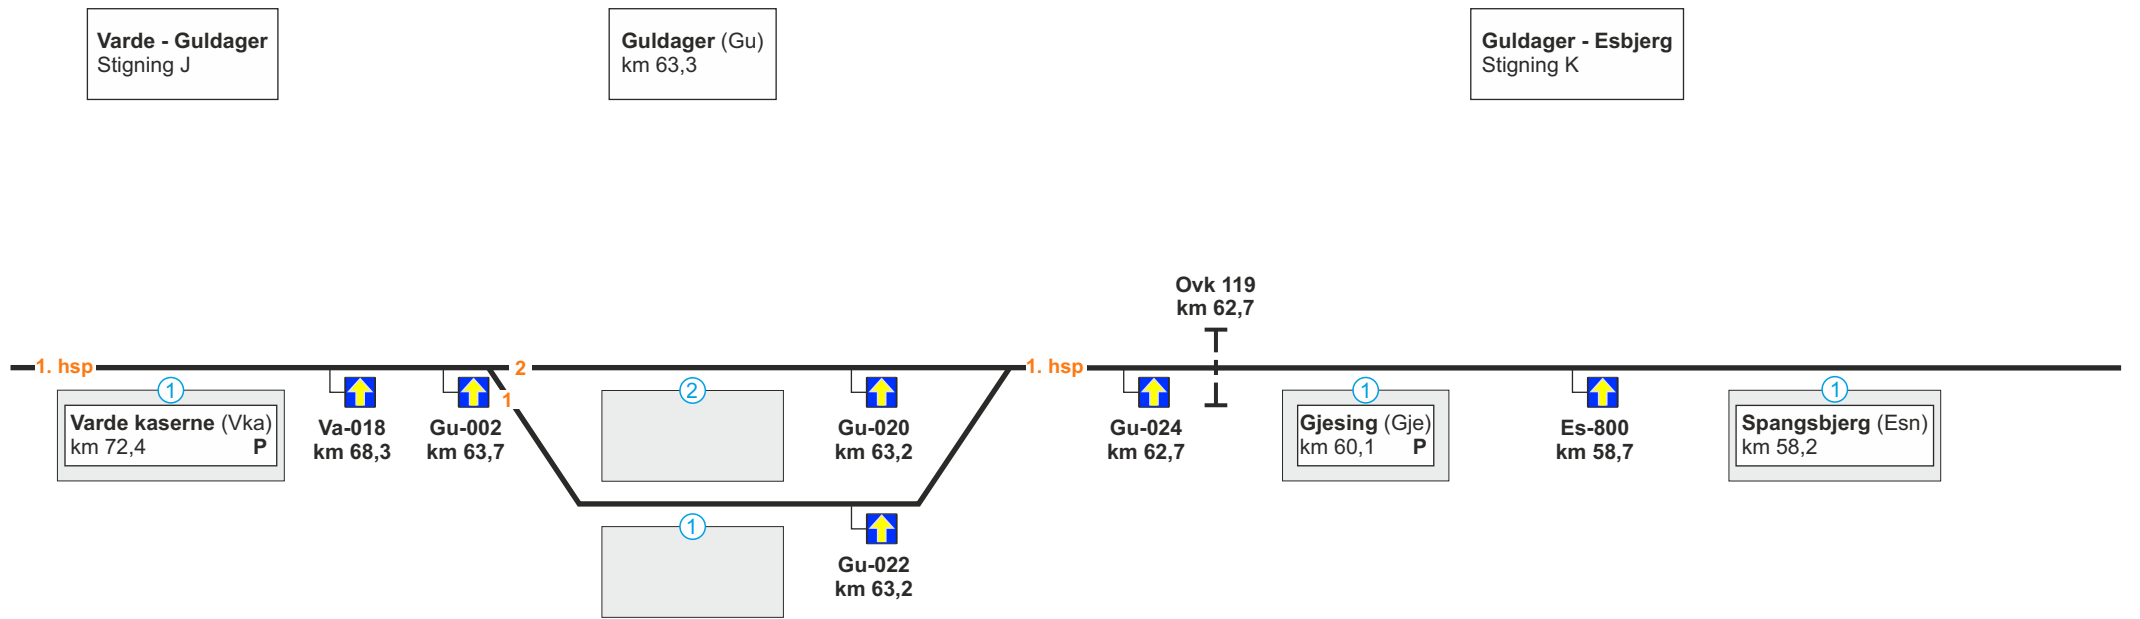 Varde - Guldager
Stigning J
Guldager (Gu)
km 63,3
Guldager - Esbjerg
Stigning K
Ovk 119
km 62,7
1. hsp
2
1. hsp
1
1
2
1
1
Varde kaserne (Vka)
km 72,4 P
Va-018
km 68,3
Gu-002
km 63,7
Gu-020
km 63,2
Gu-024
km 62,7
Gjesing (Gje)
km 60,1 P
Es-800
km 58,7
Spangsbjerg (Esn)
km 58,2
1
Gu-022
km 63,2